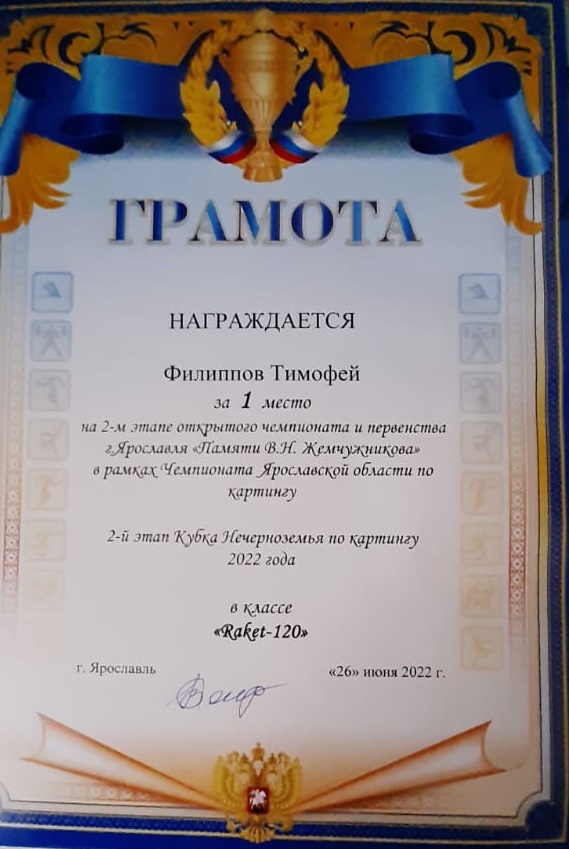 ГРАМОТА
НАГРАЖДАЕТСЯ
Филиппов Тимофей
за 1 место
на 2-м этапе открытого чемпионата и первенства
г.Ярославля «Памяти В.Н. Жемчужникова»
в рамках Чемпионата Ярославской области по
картингу
2-й этап Кубка Нечерноземья по картингу
2022 года
в классе
«Raket-120»
г. Ярославль «26» июня 2022 г.